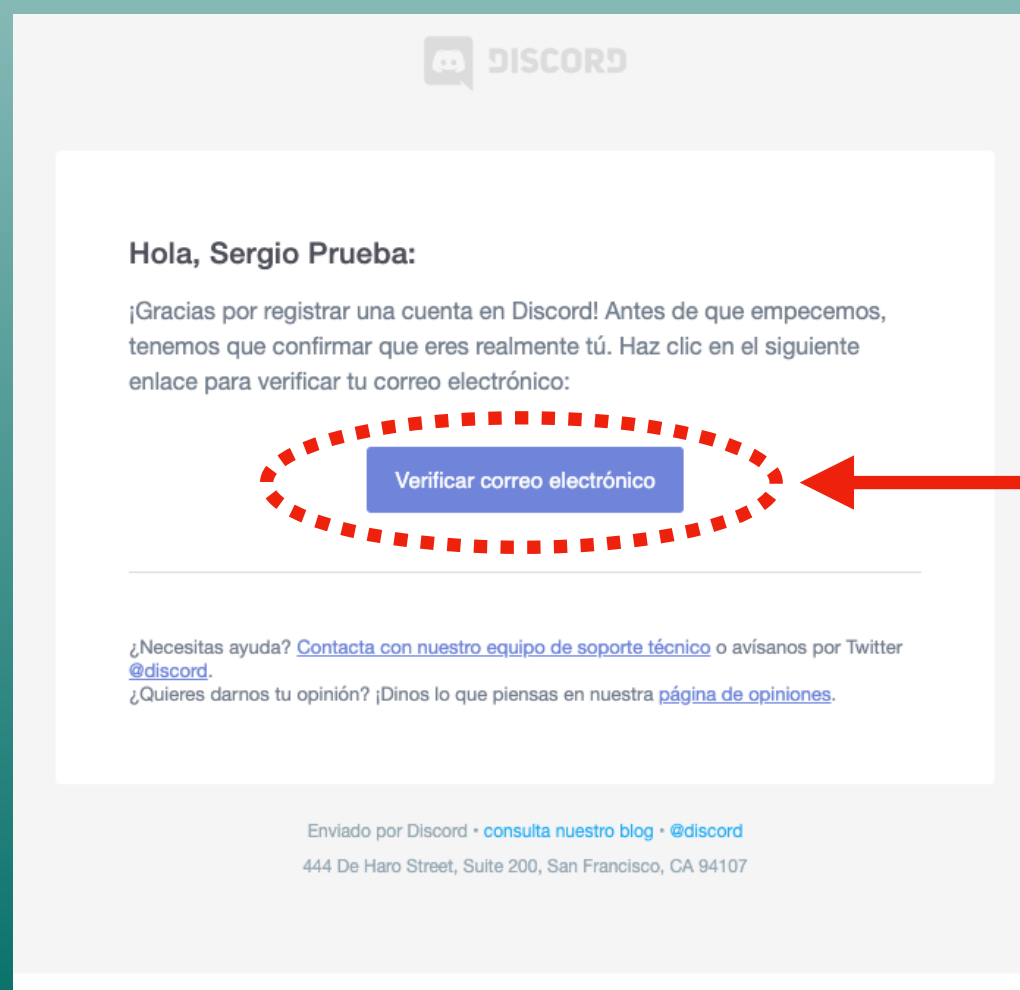 DISCORD
Hola, Sergio Prueba:
¡Gracias por registrar una cuenta en Discord! Antes de que empecemos,
tenemos que confirmar que eres realmente tú. Haz clic en el siguiente
enlace para verificar tu correo electrónico:
Verificar correo electrónico
¿Necesitas ayuda? Contacta con nuestro equipo de soporte técnico o avísanos por Twitter
@discord.
¿Quieres darnos tu opinión? ¡Dinos lo que piensas en nuestra página de opiniones.
Enviado por Discord • consulta nuestro blog • @discord
444 De Haro Street, Suite 200, San Francisco, CA 94107